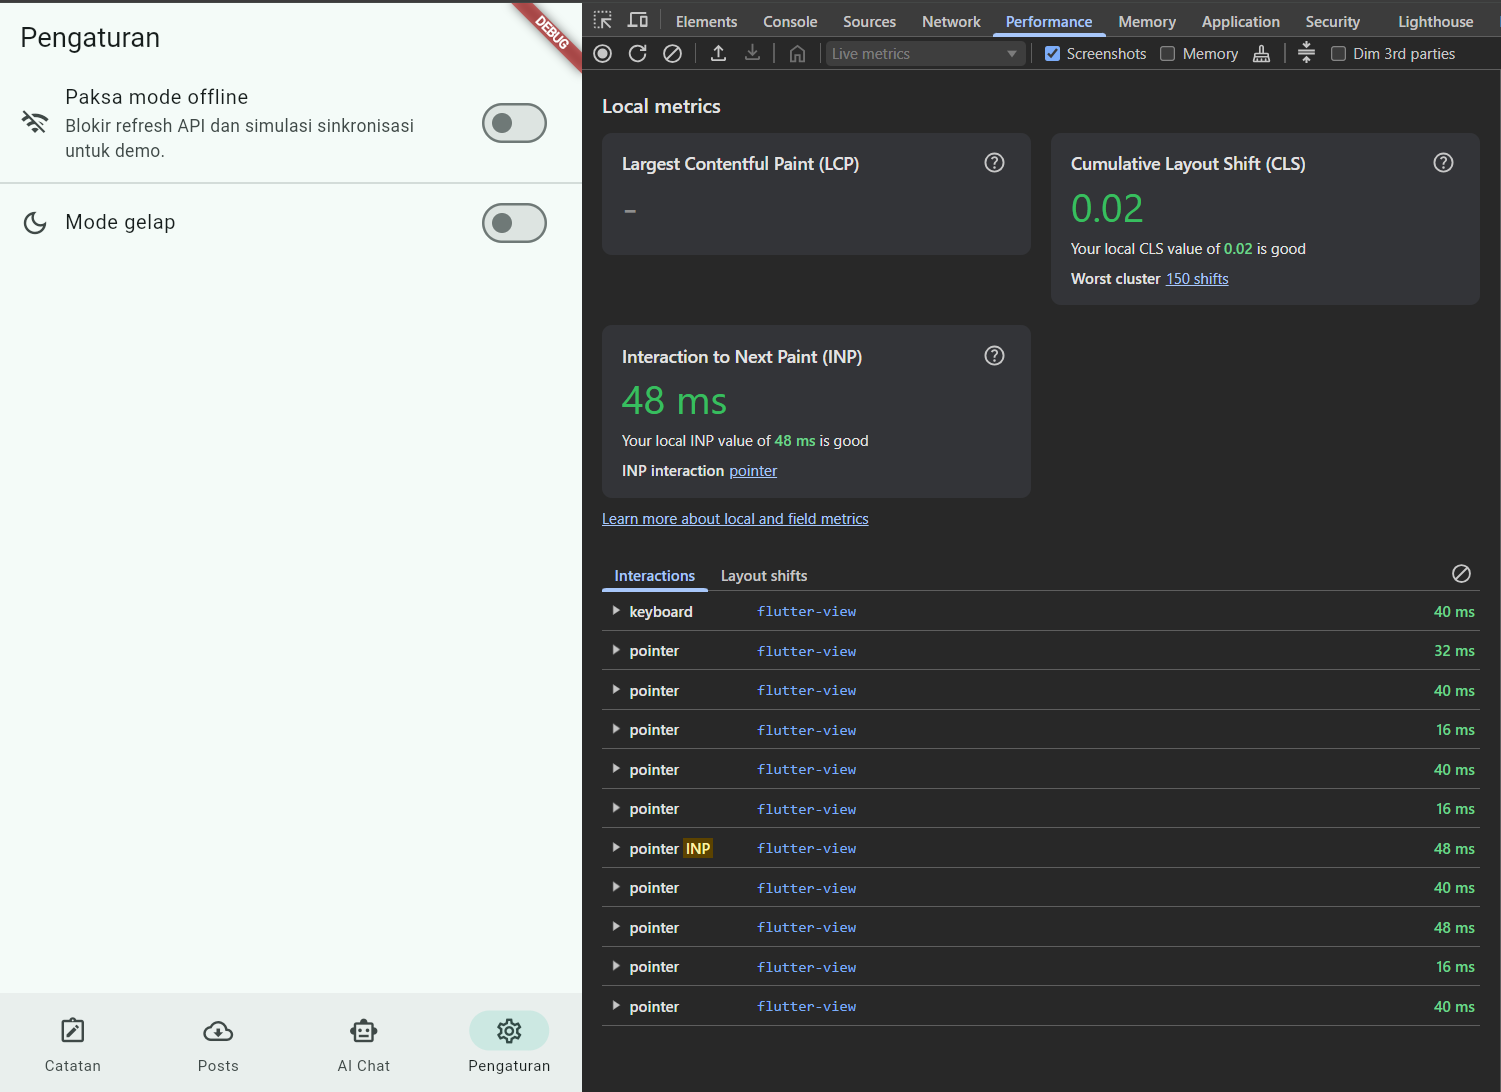 Pengaturan
DEBUG
Paksa mode offline
Blokir refresh API dan simulasi sinkronisasi
untuk demo.
Mode gelap
Catatan
Posts
AI Chat
Pengaturan
Elements
Console
Sources
Network
Performance
Memory
Application
Security
Lighthouse
Live metrics
Screenshots
Memory
Dim 3rd parties
Local metrics
Largest Contentful Paint (LCP)
-
Cumulative Layout Shift (CLS)
0.02
Your local CLS value of 0.02 is good
Worst cluster 150 shifts
Interaction to Next Paint (INP)
48 ms
Your local INP value of 48 ms is good
INP interaction pointer
Learn more about local and field metrics
Interactions
Layout shifts
keyboard flutter-view 40 ms
pointer flutter-view 32 ms
pointer flutter-view 40 ms
pointer flutter-view 16 ms
pointer flutter-view 40 ms
pointer flutter-view 16 ms
pointer INP flutter-view 48 ms
pointer flutter-view 40 ms
pointer flutter-view 48 ms
pointer flutter-view 16 ms
pointer flutter-view 40 ms